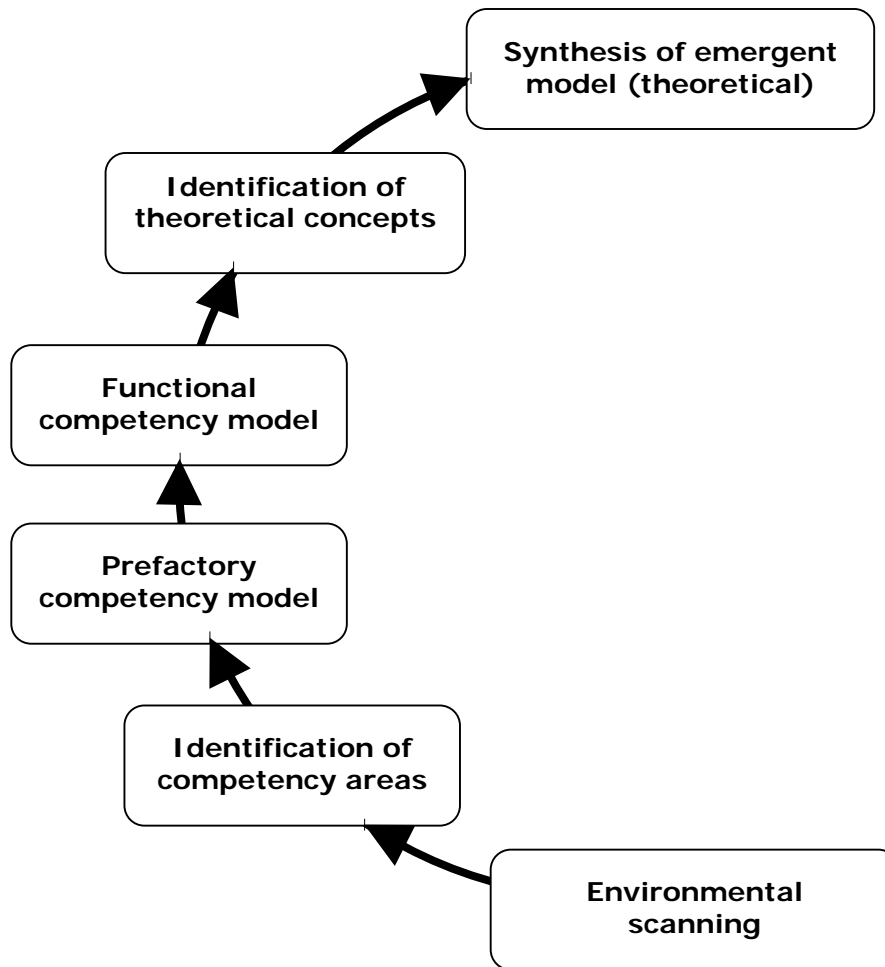 Synthesis of emergent
model (theoretical)
Identification of
theoretical concepts
Functional
competency model
Prefactory
competency model
Identification of
competency areas
Environmental
scanning